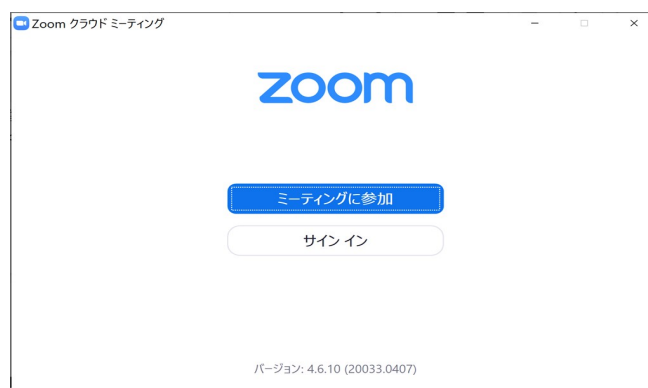 Zoom クラウド ミーティング
zoom
ミーティングに参加
サイン イン
バージョン: 4.6.10 (20033.0407)